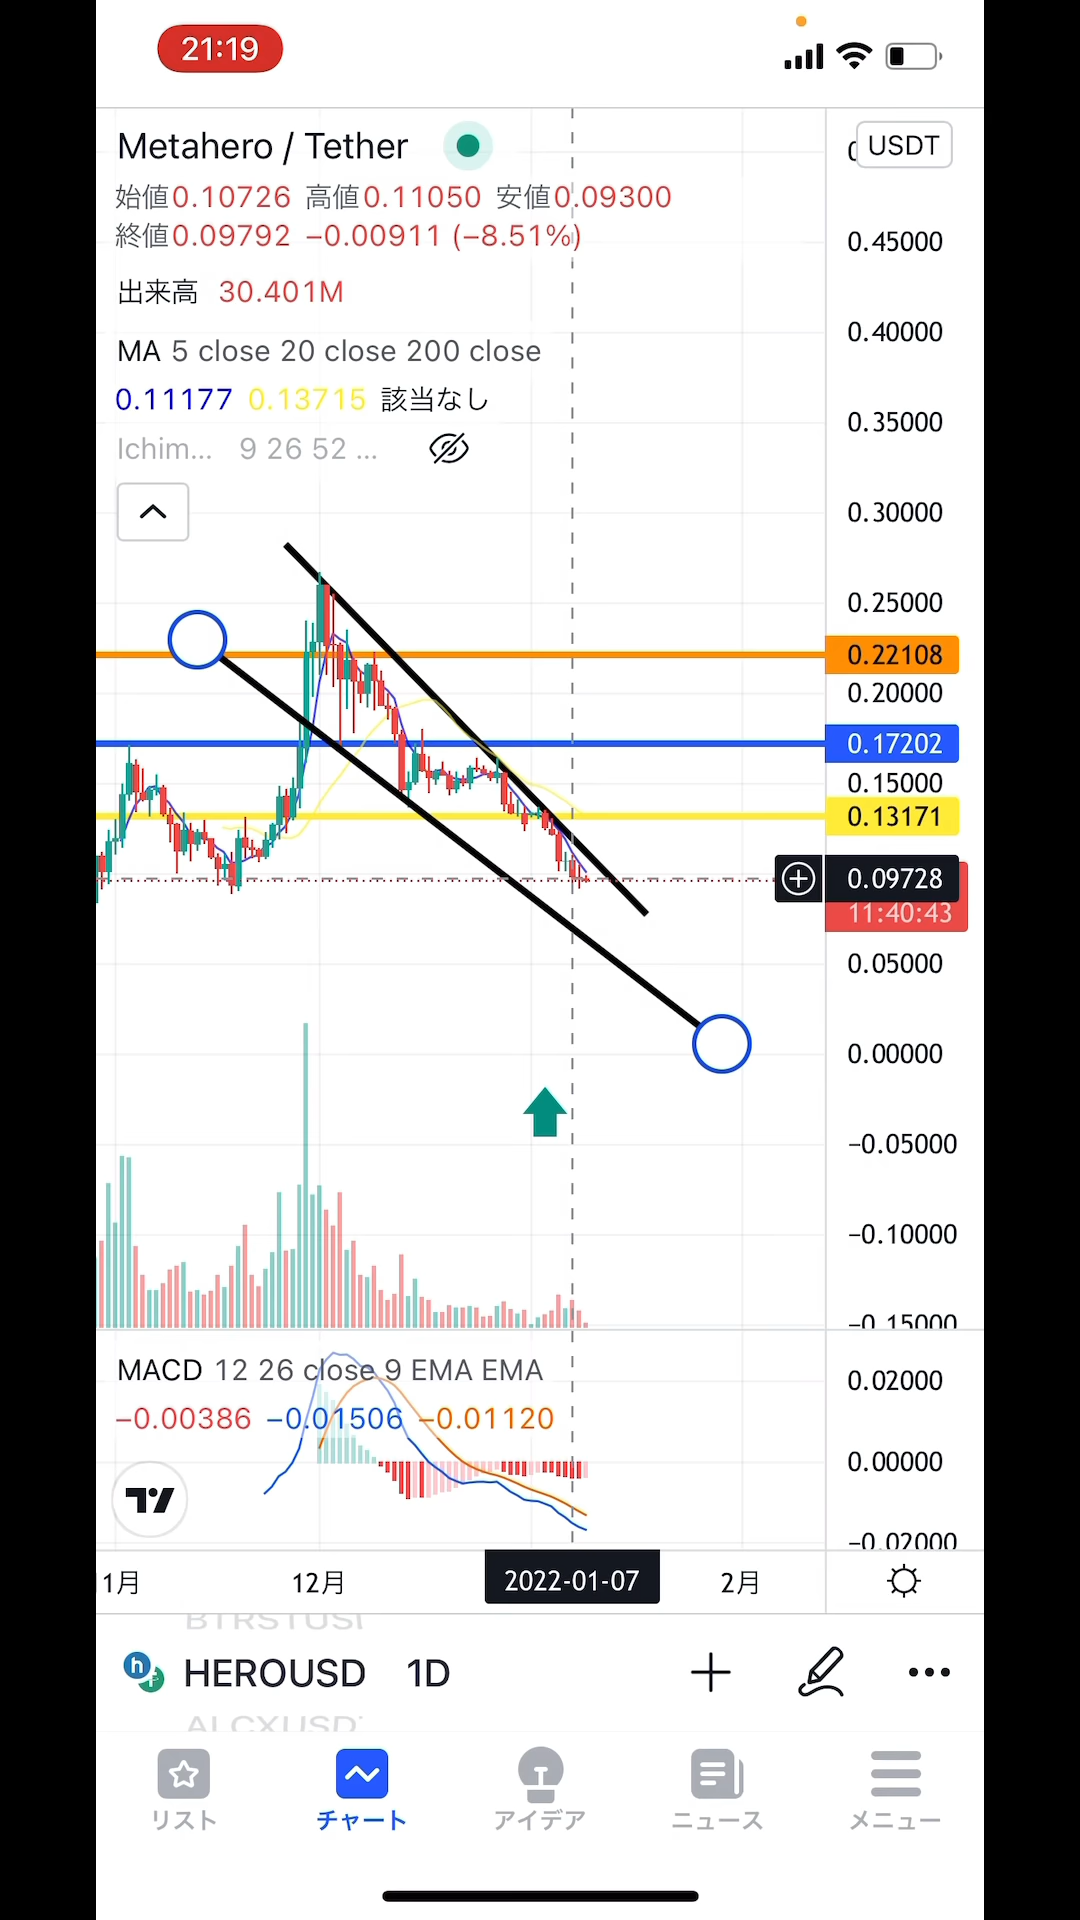 21:19
Metahero / Tether
USDT
始値0.10726 高値0.11050 安値0.09300
終値0.09792 −0.00911 (−8.51%)
出来高 30.401M
MA 5 close 20 close 200 close
0.11177 0.13715 該当なし
Ichim... 9 26 52 ...
0.45000
0.40000
0.35000
0.30000
0.25000
0.22108
0.20000
0.17202
0.15000
0.13171
0.09728
11:40:43
0.05000
0.00000
−0.05000
−0.10000
−0.15000
MACD 12 26 close 9 EMA EMA
−0.00386 −0.01506 −0.01120
0.02000
0.00000
−0.02000
1月 12月 2022-01-07 2月
HEROUSD 1D
リスト チャート アイデア ニュース メニュー